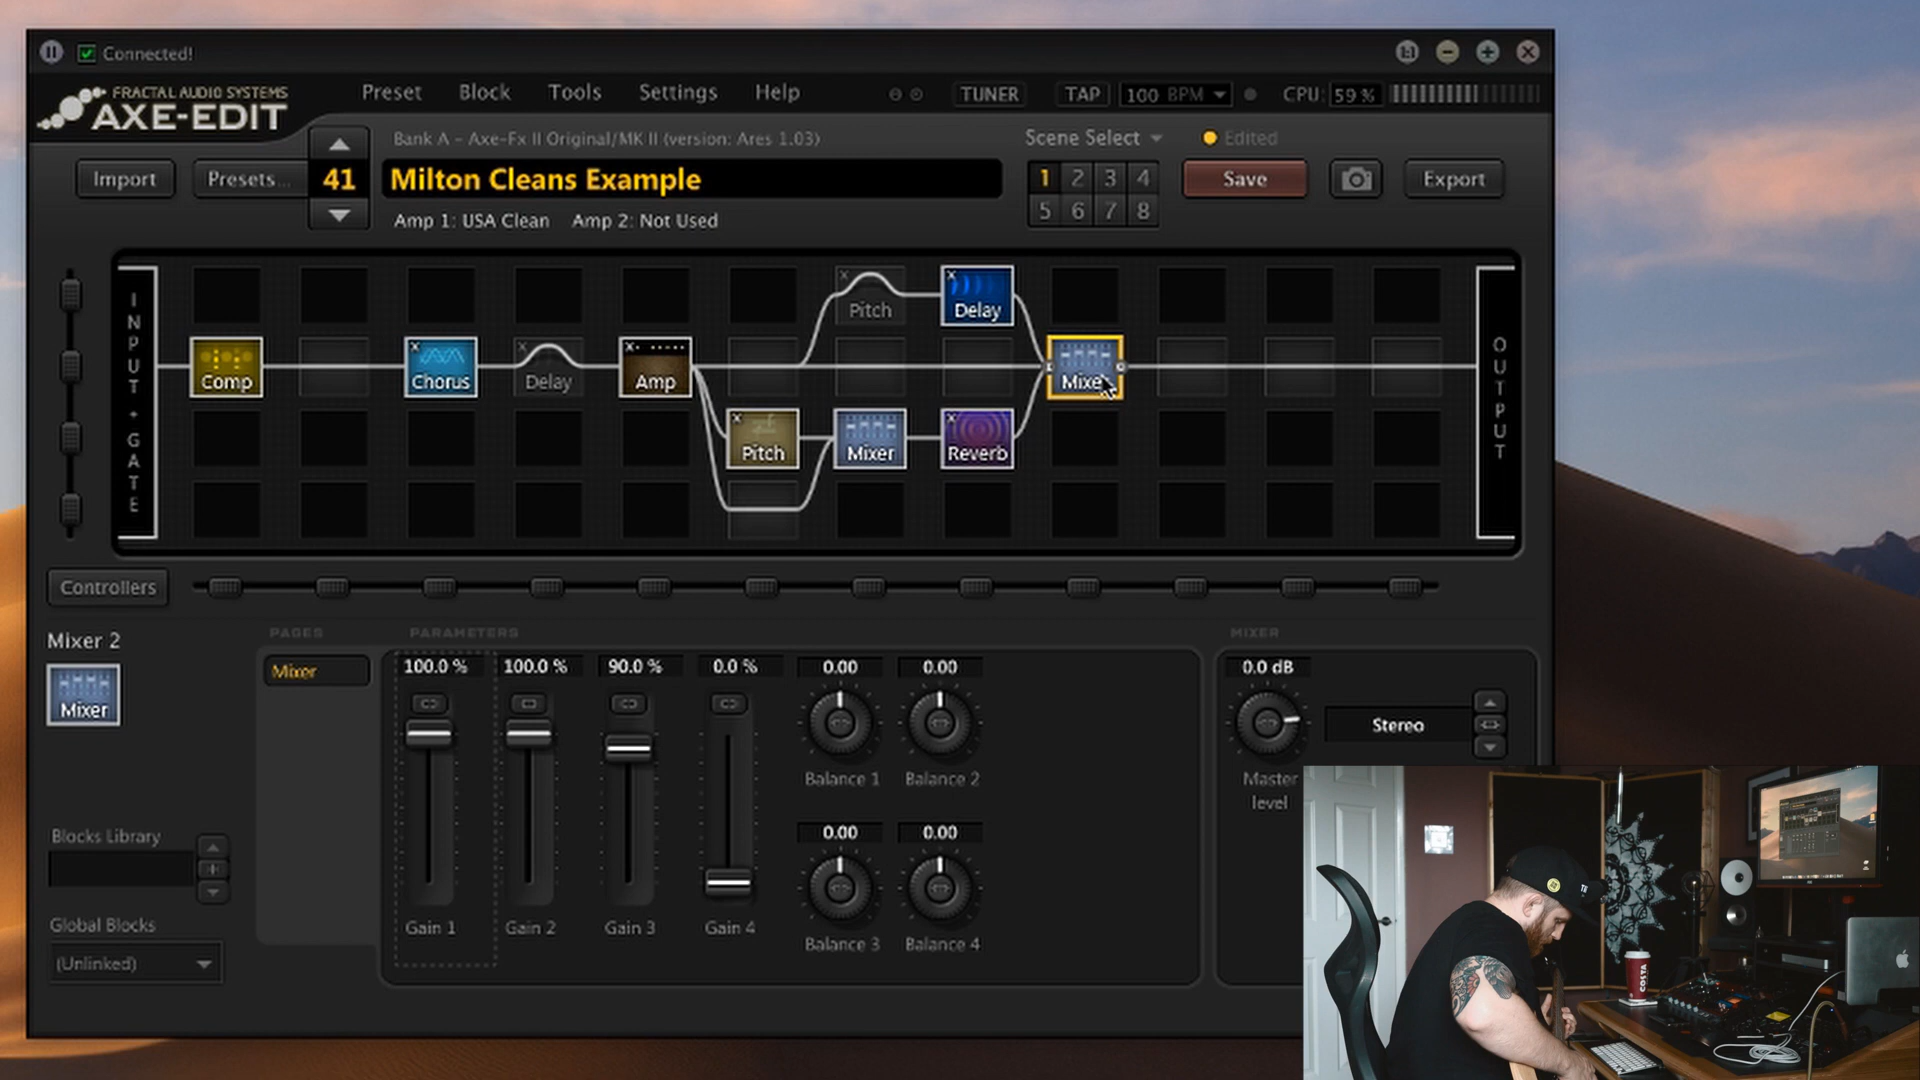 Connected!
1:1
FRACTAL AUDIO SYSTEMS
AXE-EDIT
Preset Block Tools Settings Help TUNER TAP 100 BPM CPU: 59 %
Bank A - Axe-Fx II Original/MK II (version: Ares 1.03)
Scene Select
Edited
Import Presets... 41 Milton Cleans Example
1 2 3 4
5 6 7 8
Save Export
Amp 1: USA Clean Amp 2: Not Used
INPUT + GATE
Pitch Delay
Comp Chorus Delay Amp Mixe
Pitch Mixer Reverb
OUTPUT
Controllers
Mixer 2
Mixer
PAGES
Mixer
PARAMETERS
100.0 % 100.0 % 90.0 % 0.0 % 0.00 0.00
Balance 1 Balance 2
0.00 0.00
Gain 1 Gain 2 Gain 3 Gain 4 Balance 3 Balance 4
MIXER
0.0 dB
Stereo
Master
level
Blocks Library
Global Blocks
(Unlinked)
COSTA